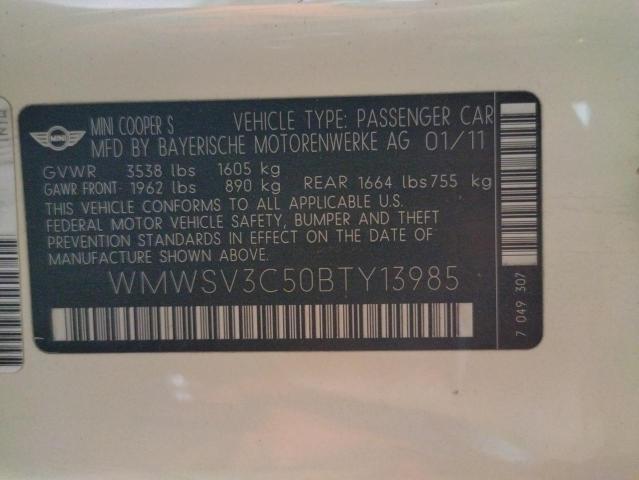 MINI
MINI COOPER S VEHICLE TYPE: PASSENGER CAR
MFD BY BAYERISCHE MOTORENWERKE AG 01/11
GVWR 3538 lbs 1605 kg
GAWR FRONT- 1962 lbs 890 kg REAR 1664 lbs 755 kg
THIS VEHICLE CONFORMS TO ALL APPLICABLE U.S.
FEDERAL MOTOR VEHICLE SAFETY, BUMPER AND THEFT
PREVENTION STANDARDS IN EFFECT ON THE DATE OF
MANUFACTURE SHOWN ABOVE.
WMWSV3C50BTY13985
7 049 307